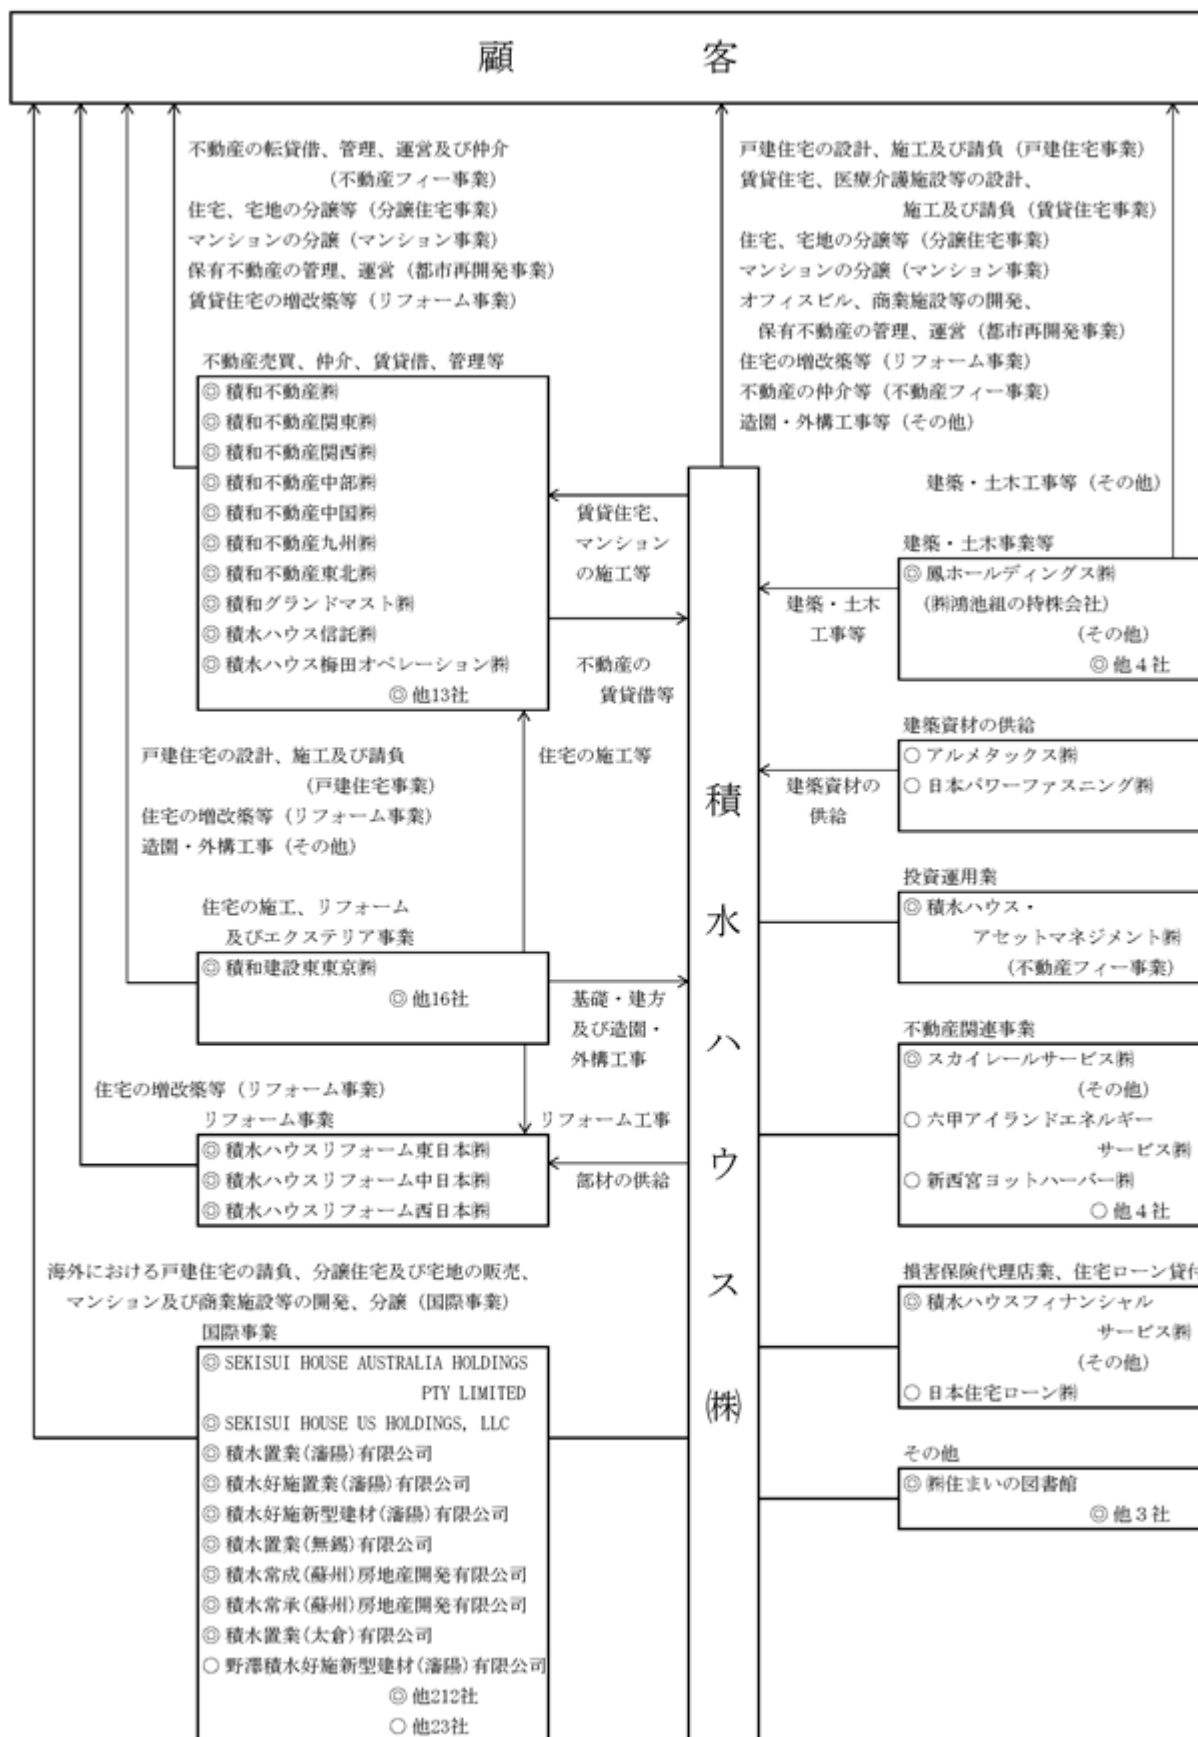 顧客
不動産の転貸借、管理、運営及び仲介
(不動産フィー事業)
住宅、宅地の分譲等 (分譲住宅事業)
マンションの分譲 (マンション事業)
保有不動産の管理、運営 (都市再開発事業)
賃貸住宅の増改築等 (リフォーム事業)
不動産売買、仲介、賃貸借、管理等
◎ 積和不動産㈱
◎ 積和不動産関東㈱
◎ 積和不動産関西㈱
◎ 積和不動産中部㈱
◎ 積和不動産中国㈱
◎ 積和不動産九州㈱
◎ 積和不動産東北㈱
◎ 積和グランドマスト㈱
◎ 積水ハウス信託㈱
◎ 積水ハウス梅田オペレーション㈱
◎ 他13社
賃貸住宅、
マンション
の施工等
不動産の
賃貸借等
戸建住宅の設計、施工及び請負
(戸建住宅事業)
住宅の増改築等 (リフォーム事業)
造園・外構工事 (その他)
住宅の施工等
住宅の施工、リフォーム
及びエクステリア事業
◎ 積和建設東東京㈱
◎ 他16社
基礎・建方
及び造園・
外構工事
住宅の増改築等 (リフォーム事業)
リフォーム事業
リフォーム工事
◎ 積水ハウスリフォーム東日本㈱
◎ 積水ハウスリフォーム中日本㈱
◎ 積水ハウスリフォーム西日本㈱
部材の供給
海外における戸建住宅の請負、分譲住宅及び宅地の販売、
マンション及び商業施設等の開発、分譲 (国際事業)
国際事業
◎ SEKISUI HOUSE AUSTRALIA HOLDINGS
PTY LIMITED
◎ SEKISUI HOUSE US HOLDINGS, LLC
◎ 積水置業(瀋陽)有限公司
◎ 積水好施置業(瀋陽)有限公司
◎ 積水好施新型建材(瀋陽)有限公司
◎ 積水置業(無錫)有限公司
◎ 積水常成(蘇州)房地産開発有限公司
◎ 積水常承(蘇州)房地産開発有限公司
◎ 積水置業(太倉)有限公司
○ 野澤積水好施新型建材(瀋陽)有限公司
◎ 他212社
○ 他23社
積水ハウス㈱
戸建住宅の設計、施工及び請負 (戸建住宅事業)
賃貸住宅、医療介護施設等の設計、
施工及び請負 (賃貸住宅事業)
住宅、宅地の分譲等 (分譲住宅事業)
マンションの分譲 (マンション事業)
オフィスビル、商業施設等の開発、
保有不動産の管理、運営 (都市再開発事業)
住宅の増改築等 (リフォーム事業)
不動産の仲介等 (不動産フィー事業)
造園・外構工事等 (その他)
建築・土木工事等 (その他)
建築・土木事業等
◎ 鳳ホールディングス㈱
(㈱鴻池組の持株会社)
(その他)
◎ 他４社
建築・土木
工事等
建築資材の供給
○ アルメタックス㈱
○ 日本パワーファスニング㈱
建築資材の
供給
投資運用業
◎ 積水ハウス・
アセットマネジメント㈱
(不動産フィー事業)
不動産関連事業
◎ スカイレールサービス㈱
(その他)
○ 六甲アイランドエネルギー
サービス㈱
○ 新西宮ヨットハーバー㈱
○ 他４社
損害保険代理店業、住宅ローン貸付
◎ 積水ハウスフィナンシャル
サービス㈱
(その他)
○ 日本住宅ローン㈱
その他
◎ ㈱住まいの図書館
◎ 他３社